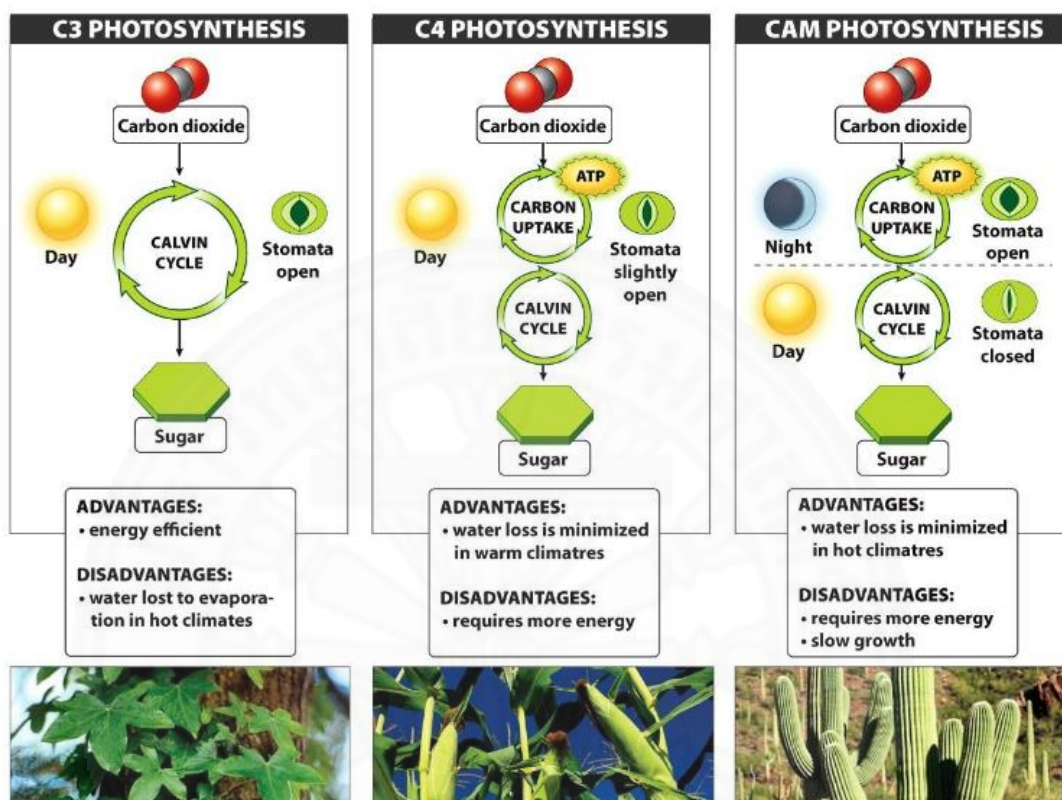 C3 PHOTOSYNTHESIS
Carbon dioxide
Day
CALVIN
CYCLE
Stomata
open
Sugar
ADVANTAGES:
• energy efficient
DISADVANTAGES:
• water lost to evapora-
tion in hot climates
C4 PHOTOSYNTHESIS
Carbon dioxide
ATP
Day
CARBON
UPTAKE
Stomata
slightly
open
CALVIN
CYCLE
Sugar
ADVANTAGES:
• water loss is minimized
in warm climatres
DISADVANTAGES:
• requires more energy
CAM PHOTOSYNTHESIS
Carbon dioxide
ATP
Night
CARBON
UPTAKE
Stomata
open
Day
CALVIN
CYCLE
Stomata
closed
Sugar
ADVANTAGES:
• water loss is minimized
in hot climatres
DISADVANTAGES:
• requires more energy
• slow growth